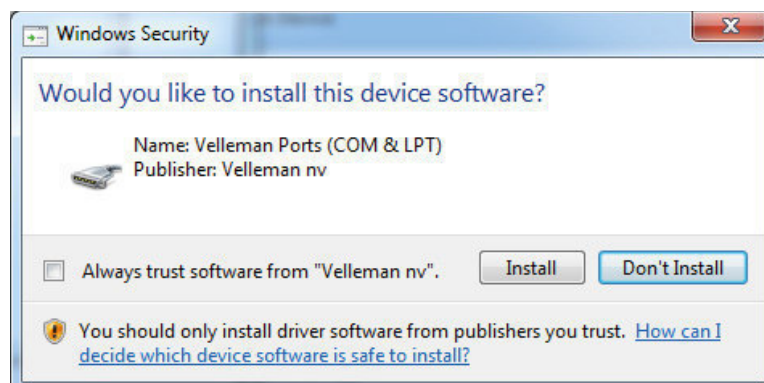 Windows Security
Would you like to install this device software?
Name: Velleman Ports (COM & LPT)
Publisher: Velleman nv
Always trust software from "Velleman nv".
Install
Don't Install
You should only install driver software from publishers you trust. How can I
decide which device software is safe to install?